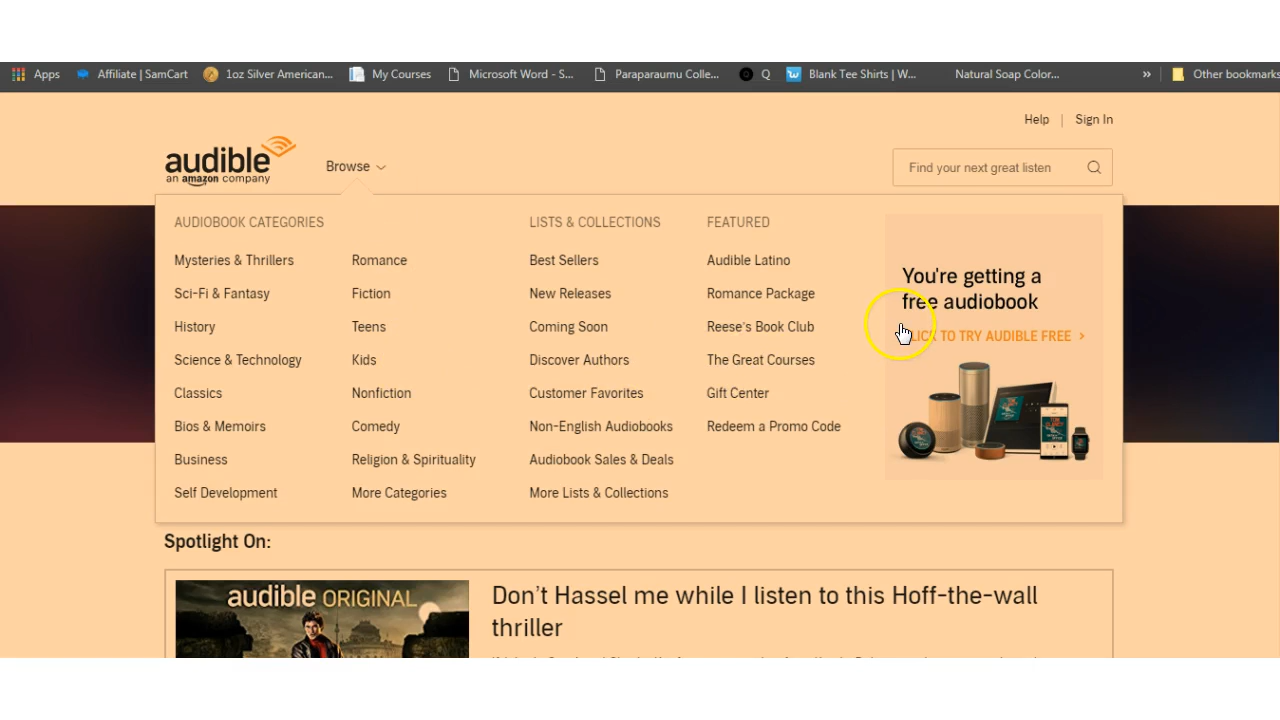 Apps Affiliate | SamCart 1oz Silver American... My Courses Microsoft Word - S... Paraparaumu Colle... Q Blank Tee Shirts | W... Natural Soap Color... » Other bookmarks
Help | Sign In
audible
an amazon company
Browse
Find your next great listen
AUDIOBOOK CATEGORIES
Mysteries & Thrillers
Sci-Fi & Fantasy
History
Science & Technology
Classics
Bios & Memoirs
Business
Self Development
Romance
Fiction
Teens
Kids
Nonfiction
Comedy
Religion & Spirituality
More Categories
LISTS & COLLECTIONS
Best Sellers
New Releases
Coming Soon
Discover Authors
Customer Favorites
Non-English Audiobooks
Audiobook Sales & Deals
More Lists & Collections
FEATURED
Audible Latino
Romance Package
Reese's Book Club
The Great Courses
Gift Center
Redeem a Promo Code
You're getting a
free audiobook
CLICK TO TRY AUDIBLE FREE >
Spotlight On:
audible ORIGINAL
Don't Hassel me while I listen to this Hoff-the-wall
thriller